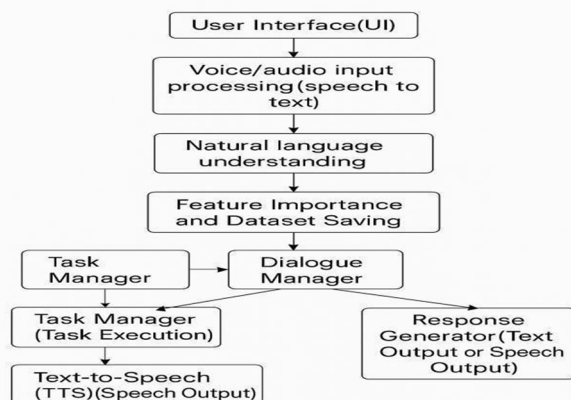 User Interface(UI)
Voice/audio input
processing(speech to
text)
Natural language
understanding
Feature Importance
and Dataset Saving
Task
Manager
Dialogue
Manager
Task Manager
(Task Execution)
Response
Generator(Text
Output or Speech
Output)
Text-to-Speech
(TTS)(Speech Output)